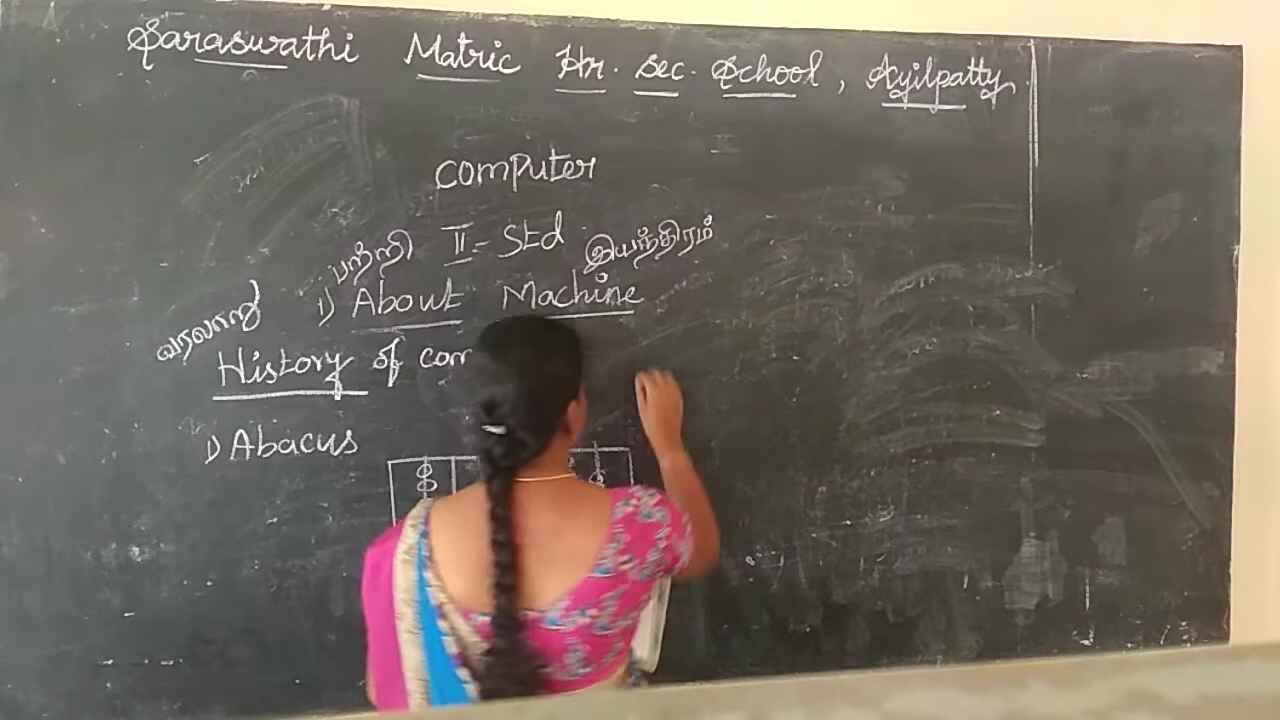 Saraswathi Matric Hr. Sec. School, Ayilpatty
Computer
II - Std
பற்றி இயந்திரம்
1) About Machine
வரலாறு
History of com
1) Abacus